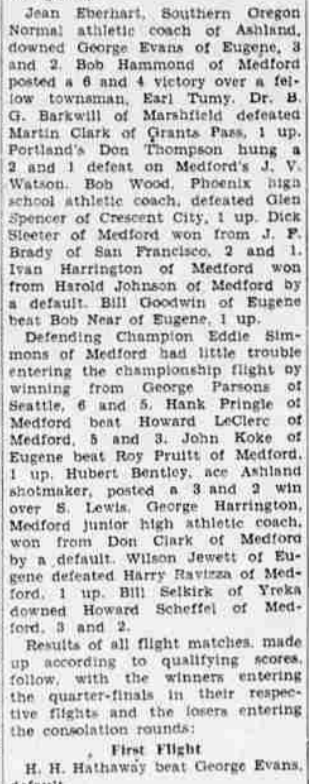 Jean Eberhart, Southern Oregon
Normal athletic coach of Ashland,
downed George Evans of Eugene, 3
and 2. Bob Hammond of Medford
posted a 6 and 4 victory over a fel-
low townsman, Earl Tumy. Dr. B.
G. Barkwill of Marshfield defeated
Martin Clark of Grants Pass, 1 up.
Portland's Don Thompson hung a
2 and 1 defeat on Medford's J. V.
Watson. Bob Wood, Phoenix high
school athletic coach, defeated Glen
Spencer of Crescent City, 1 up. Dick
Sleeter of Medford won from J. F.
Brady of San Francisco, 2 and 1.
Ivan Harrington of Medford won
from Harold Johnson of Medford by
a default. Bill Goodwin of Eugene
beat Bob Near of Eugene, 1 up.
Defending Champion Eddie Sim-
mons of Medford had little trouble
entering the championship flight by
winning from George Parsons of
Seattle, 6 and 5. Hank Pringle of
Medford beat Howard LeClerc of
Medford, 5 and 3. John Koke of
Eugene beat Roy Pruitt of Medford,
1 up. Hubert Bentley, ace Ashland
shotmaker, posted a 3 and 2 win
over S. Lewis. George Harrington,
Medford junior high athletic coach,
won from Don Clark of Medford
by a default. Wilson Jewett of Eu-
gene defeated Harry Ravizza of Med-
ford, 1 up. Bill Selkirk of Yreka
downed Howard Scheffel of Med-
ford, 3 and 2.
Results of all flight matches, made
up according to qualifying scores,
follow, with the winners entering
the quarter-finals in their respec-
tive flights and the losers entering
the consolation rounds:
First Flight
H. H. Hathaway beat George Evans,